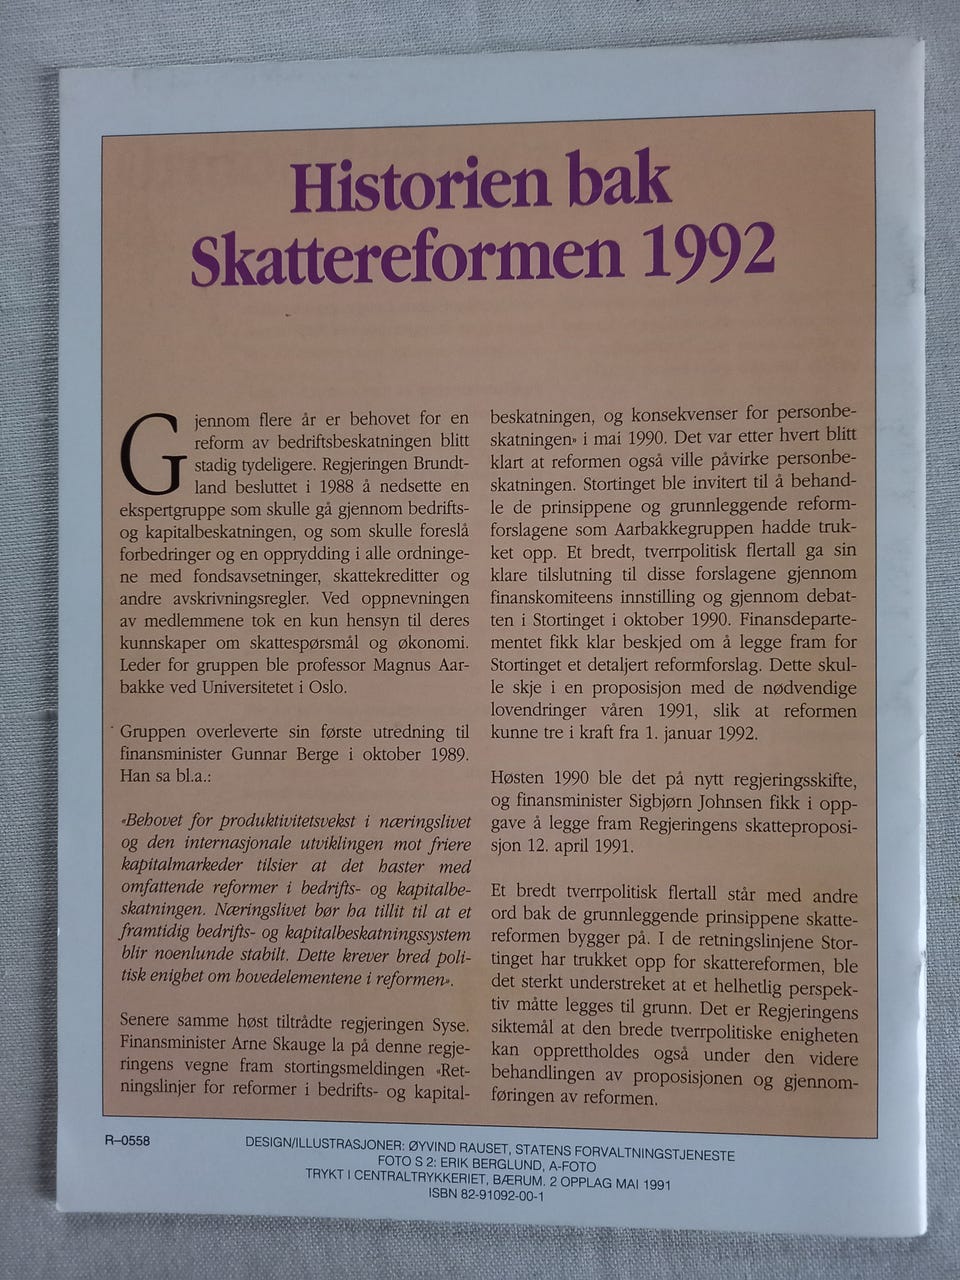 Historien bak
Skattereformen 1992
Gjennom flere år er behovet for en
reform av bedriftsbeskatningen blitt
stadig tydeligere. Regjeringen Brundt-
land besluttet i 1988 å nedsette en
ekspertgruppe som skulle gå gjennom bedrifts-
og kapitalbeskatningen, og som skulle foreslå
forbedringer og en opprydding i alle ordninge-
ne med fondsavsetninger, skattekreditter og
andre avskrivningsregler. Ved oppnevningen
av medlemmene tok en kun hensyn til deres
kunnskaper om skattespørsmål og økonomi.
Leder for gruppen ble professor Magnus Aar-
bakke ved Universitetet i Oslo.
Gruppen overleverte sin første utredning til
finansminister Gunnar Berge i oktober 1989.
Han sa bl.a.:
«Behovet for produktivitetsvekst i næringslivet
og den internasjonale utviklingen mot friere
kapitalmarkeder tilsier at det haster med
omfattende reformer i bedrifts- og kapitalbe-
skatningen. Næringslivet bør ha tillit til at et
framtidig bedrifts- og kapitalbeskatningssystem
blir noenlunde stabilt. Dette krever bred poli-
tisk enighet om hovedelementene i reformen».
Senere samme høst tiltrådte regjeringen Syse.
Finansminister Arne Skauge la på denne regje-
ringens vegne fram stortingsmeldingen «Ret-
ningslinjer for reformer i bedrifts- og kapital-
beskatningen, og konsekvenser for personbe-
skatningen» i mai 1990. Det var etter hvert blitt
klart at reformen også ville påvirke personbe-
skatningen. Stortinget ble invitert til å behand-
le de prinsippene og grunnleggende reform-
forslagene som Aarbakkegruppen hadde truk-
ket opp. Et bredt, tverrpolitisk flertall ga sin
klare tilslutning til disse forslagene gjennom
finanskomiteens innstilling og gjennom debat-
ten i Stortinget i oktober 1990. Finansdeparte-
mentet fikk klar beskjed om å legge fram for
Stortinget et detaljert reformforslag. Dette skul-
le skje i en proposisjon med de nødvendige
lovendringer våren 1991, slik at reformen
kunne tre i kraft fra 1. januar 1992.
Høsten 1990 ble det på nytt regjeringsskifte,
og finansminister Sigbjørn Johnsen fikk i opp-
gave å legge fram Regjeringens skatteproposi-
sjon 12. april 1991.
Et bredt tverrpolitisk flertall står med andre
ord bak de grunnleggende prinsippene skatte-
reformen bygger på. I de retningslinjene Stor-
tinget har trukket opp for skattereformen, ble
det sterkt understreket at et helhetlig perspek-
tiv måtte legges til grunn. Det er Regjeringens
siktemål at den brede tverrpolitiske enigheten
kan opprettholdes også under den videre
behandlingen av proposisjonen og gjennom-
føringen av reformen.
R–0558
DESIGN/ILLUSTRASJONER: ØYVIND RAUSET, STATENS FORVALTNINGSTJENESTE
FOTO S 2: ERIK BERGLUND, A-FOTO
TRYKT I CENTRALTRYKKERIET, BÆRUM. 2 OPPLAG MAI 1991
ISBN 82-91092-00-1